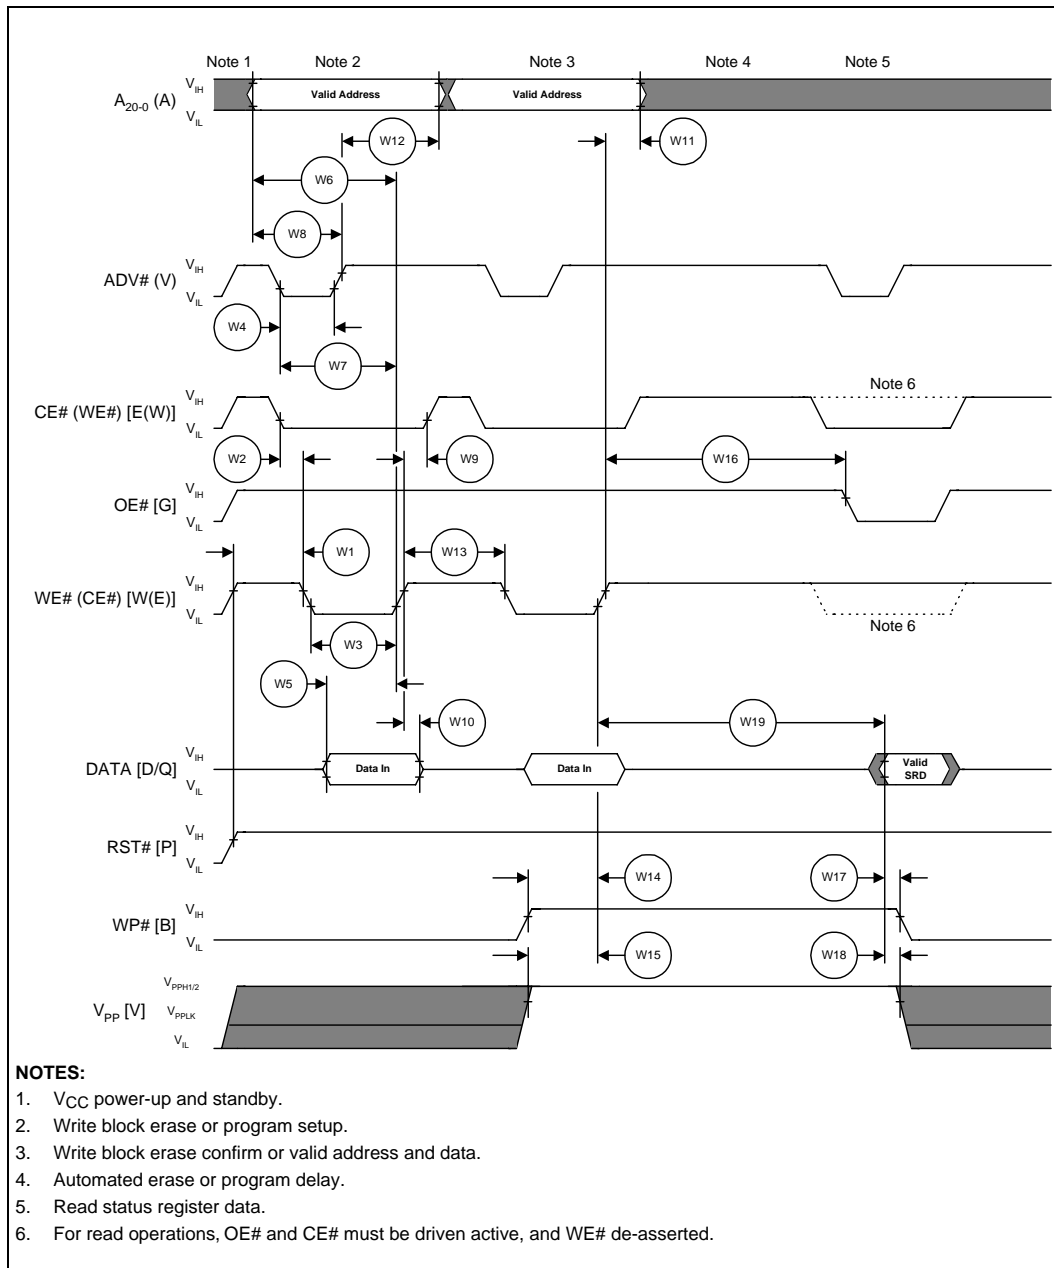 Note 1 Note 2 Note 3 Note 4 Note 5
A20-0 (A) VIH VIL Valid Address Valid Address
W12 W11
W6
W8
ADV# (V) VIH VIL
W4
W7
CE# (WE#) [E(W)] VIH VIL Note 6
W2 W9 W16
OE# [G] VIH VIL
W1 W13
WE# (CE#) [W(E)] VIH VIL Note 6
W3
W5
W10 W19
DATA [D/Q] VIH VIL Data In Data In Valid SRD
RST# [P] VIH VIL
W14 W17
WP# [B] VIH VIL
W15 W18
VPP [V] VPPH1/2 VPPLK VIL
NOTES:
1. VCC power-up and standby.
2. Write block erase or program setup.
3. Write block erase confirm or valid address and data.
4. Automated erase or program delay.
5. Read status register data.
6. For read operations, OE# and CE# must be driven active, and WE# de-asserted.